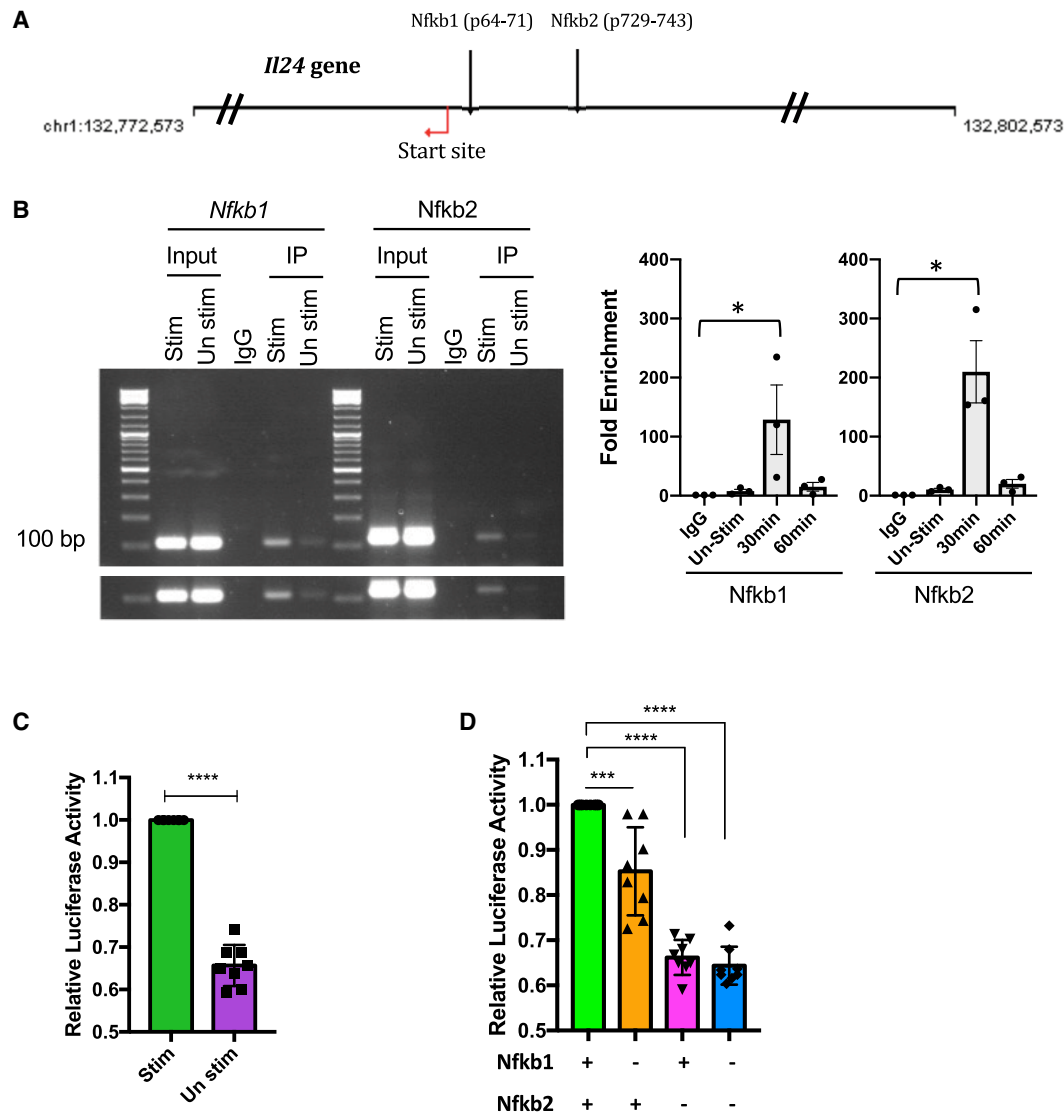 A
Nfkb1 (p64-71) Nfkb2 (p729-743)
Il24 gene
chr1:132,772,573
132,802,573
Start site
B
Nfkb1 Nfkb2
Input IP Input IP
Stim Un stim IgG Stim Un stim Stim Un stim IgG Stim Un stim
100 bp
Fold Enrichment
400
300
200
100
0
*
IgG Un-Stim 30min 60min
Nfkb1
400
300
200
100
0
*
IgG Un-Stim 30min 60min
Nfkb2
C
Relative Luciferase Activity
1.1
1.0
0.9
0.8
0.7
0.6
0.5
****
Stim Un stim
D
Relative Luciferase Activity
1.1
1.0
0.9
0.8
0.7
0.6
0.5
****
****
***
Nfkb1 + - + -
Nfkb2 + + - -